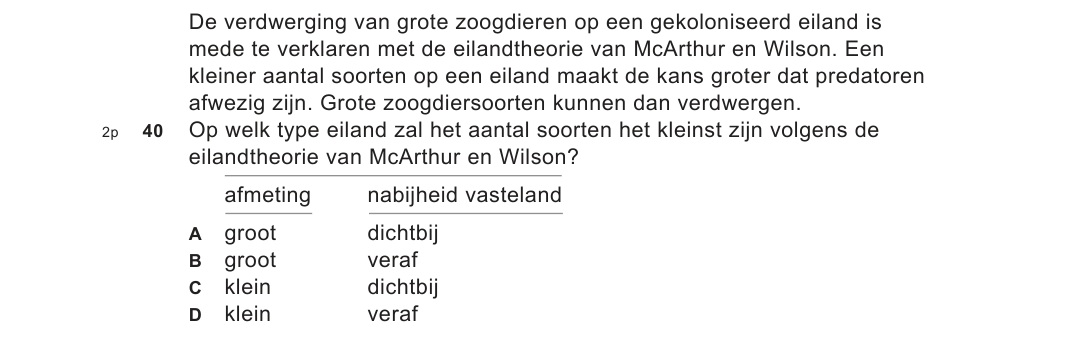 De verdwerging van grote zoogdieren op een gekoloniseerd eiland is
mede te verklaren met de eilandtheorie van McArthur en Wilson. Een
kleiner aantal soorten op een eiland maakt de kans groter dat predatoren
afwezig zijn. Grote zoogdiersoorten kunnen dan verdwergen.
2p 40 Op welk type eiland zal het aantal soorten het kleinst zijn volgens de
eilandtheorie van McArthur en Wilson?
afmeting nabijheid vasteland
A groot dichtbij
B groot veraf
C klein dichtbij
D klein veraf